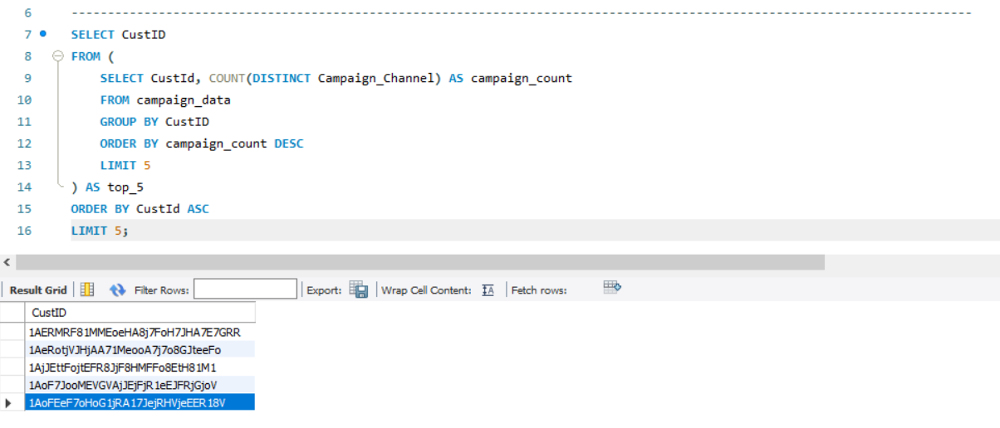 6 --------------------------------------------------------------------------------
7 SELECT CustID
8 FROM (
9 SELECT CustId, COUNT(DISTINCT Campaign_Channel) AS campaign_count
10 FROM campaign_data
11 GROUP BY CustID
12 ORDER BY campaign_count DESC
13 LIMIT 5
14 ) AS top_5
15 ORDER BY CustId ASC
16 LIMIT 5;
Result Grid Filter Rows: Export: Wrap Cell Content: IA Fetch rows:
CustID
1AERMRF81MMEoeHA8j7FoH7JHA7E7GRR
1AeRotjVJHjAA71MeooA7j7o8GJteeFo
1AjJEttFojtEFR8JjF8HMFFo8EtH81M1
1AoF7JooMEVGVAjJEjFjR1eEJFRjGjoV
1AoFEeF7oHoG1jRA17JejRHVjeEER18V